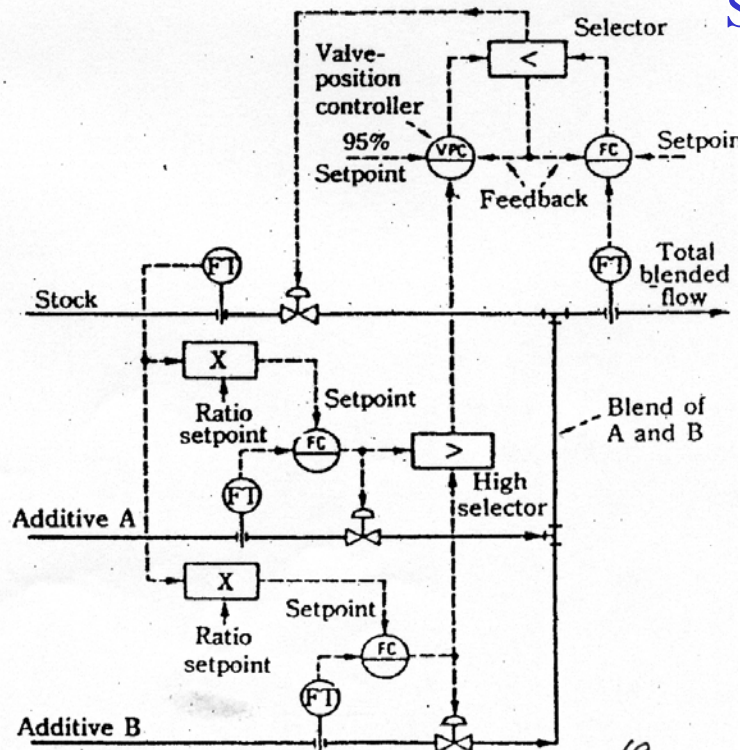 Selector
<
Valve-
position
controller
95%
Setpoint
VPC
FC
Setpoin
Feedback
FT
FT
Total
blended
flow
Stock
X
Ratio
setpoint
Setpoint
FC
>
High
selector
Blend of
A and B
FT
Additive A
X
Ratio
setpoint
Setpoint
FC
FT
Additive B